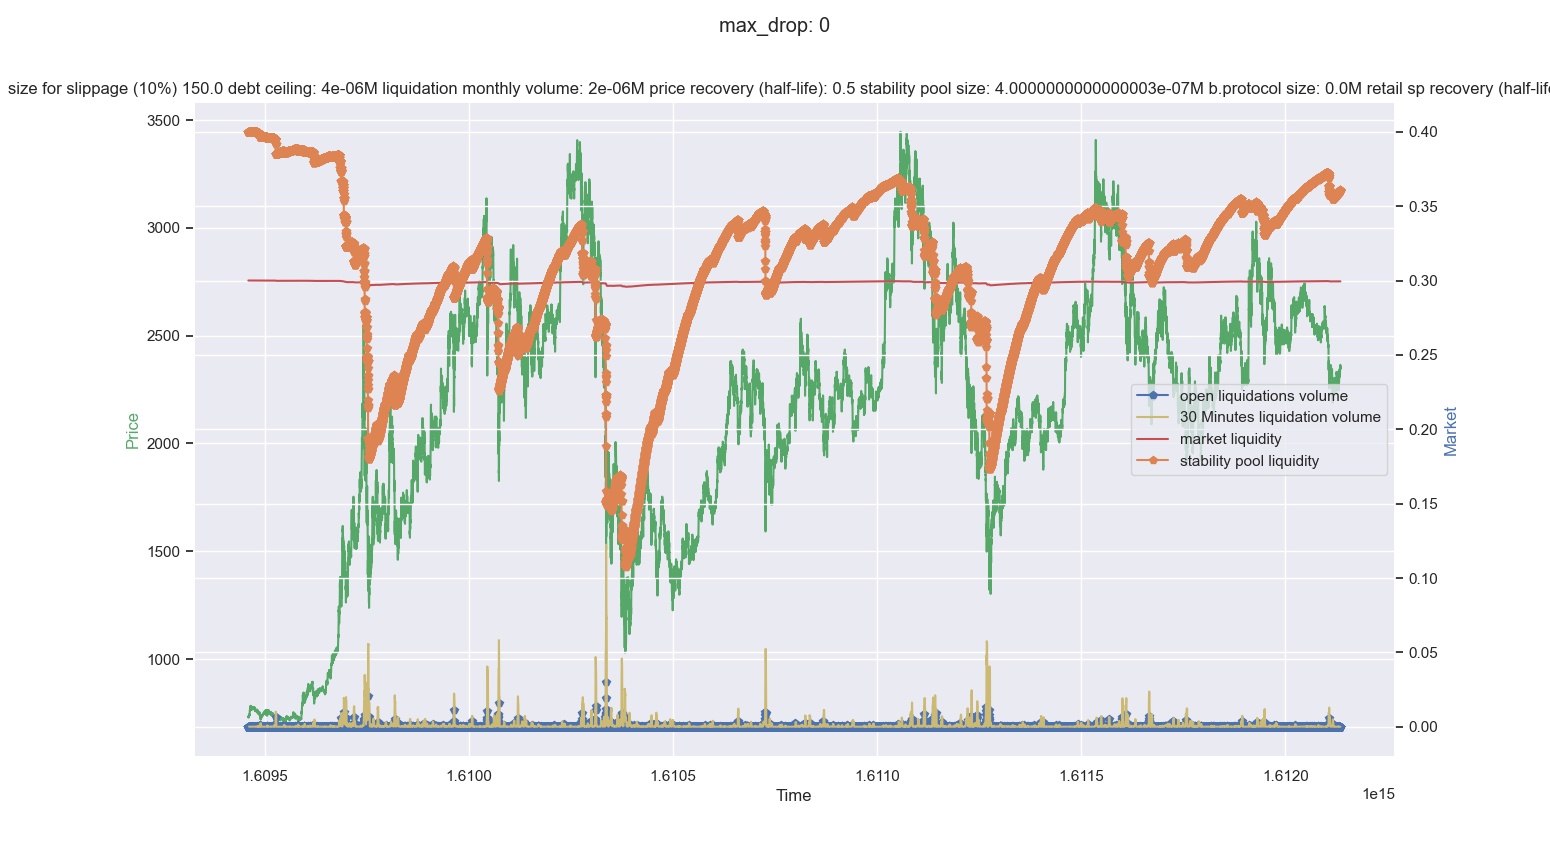 max_drop: 0
size for slippage (10%) 150.0 debt ceiling: 4e-06M liquidation monthly volume: 2e-06M price recovery (half-life): 0.5 stability pool size: 4.0000000000000003e-07M b.protocol size: 0.0M retail sp recovery (half-life
3500
3000
2500
2000
1500
1000
Price
0.40
0.35
0.30
0.25
0.20
0.15
0.10
0.05
0.00
Market
open liquidations volume
30 Minutes liquidation volume
market liquidity
stability pool liquidity
1.6095
1.6100
1.6105
1.6110
1.6115
1.6120
1e15
Time